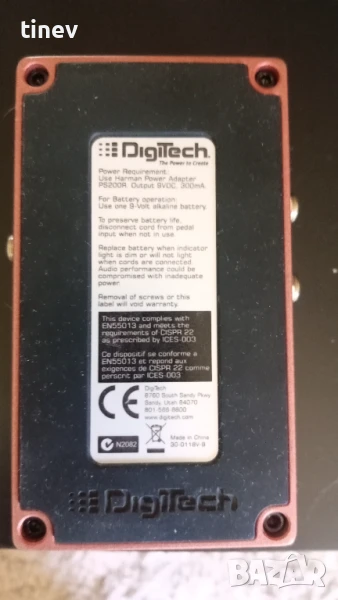 tinev
DigiTech
The Power to Create
Power Requirement:
Use Harman Power Adapter
PS200R, Output 9VDC, 300mA.
For Battery operation:
Use one 9-Volt alkaline battery.
To preserve battery life,
disconnect cord from pedal
input when not in use.
Replace battery when indicator
light is dim or will not light
when cords are connected.
Audio performance could be
compromised with inadequate
power.
Removal of screws or this
label will void warranty.
This device complies with
EN55013 and meets the
requirements of CISPR 22
as prescribed by ICES-003
Ce dispositif se conforme a
EN55013 et repond aux
exigences de CISPR 22 comme
perscrit par ICES-003
CE
DigiTech
8760 South Sandy Pkwy.
Sandy, Utah 84070
801 566 8800
N2082
Made in China
DigiTech
BAZAR